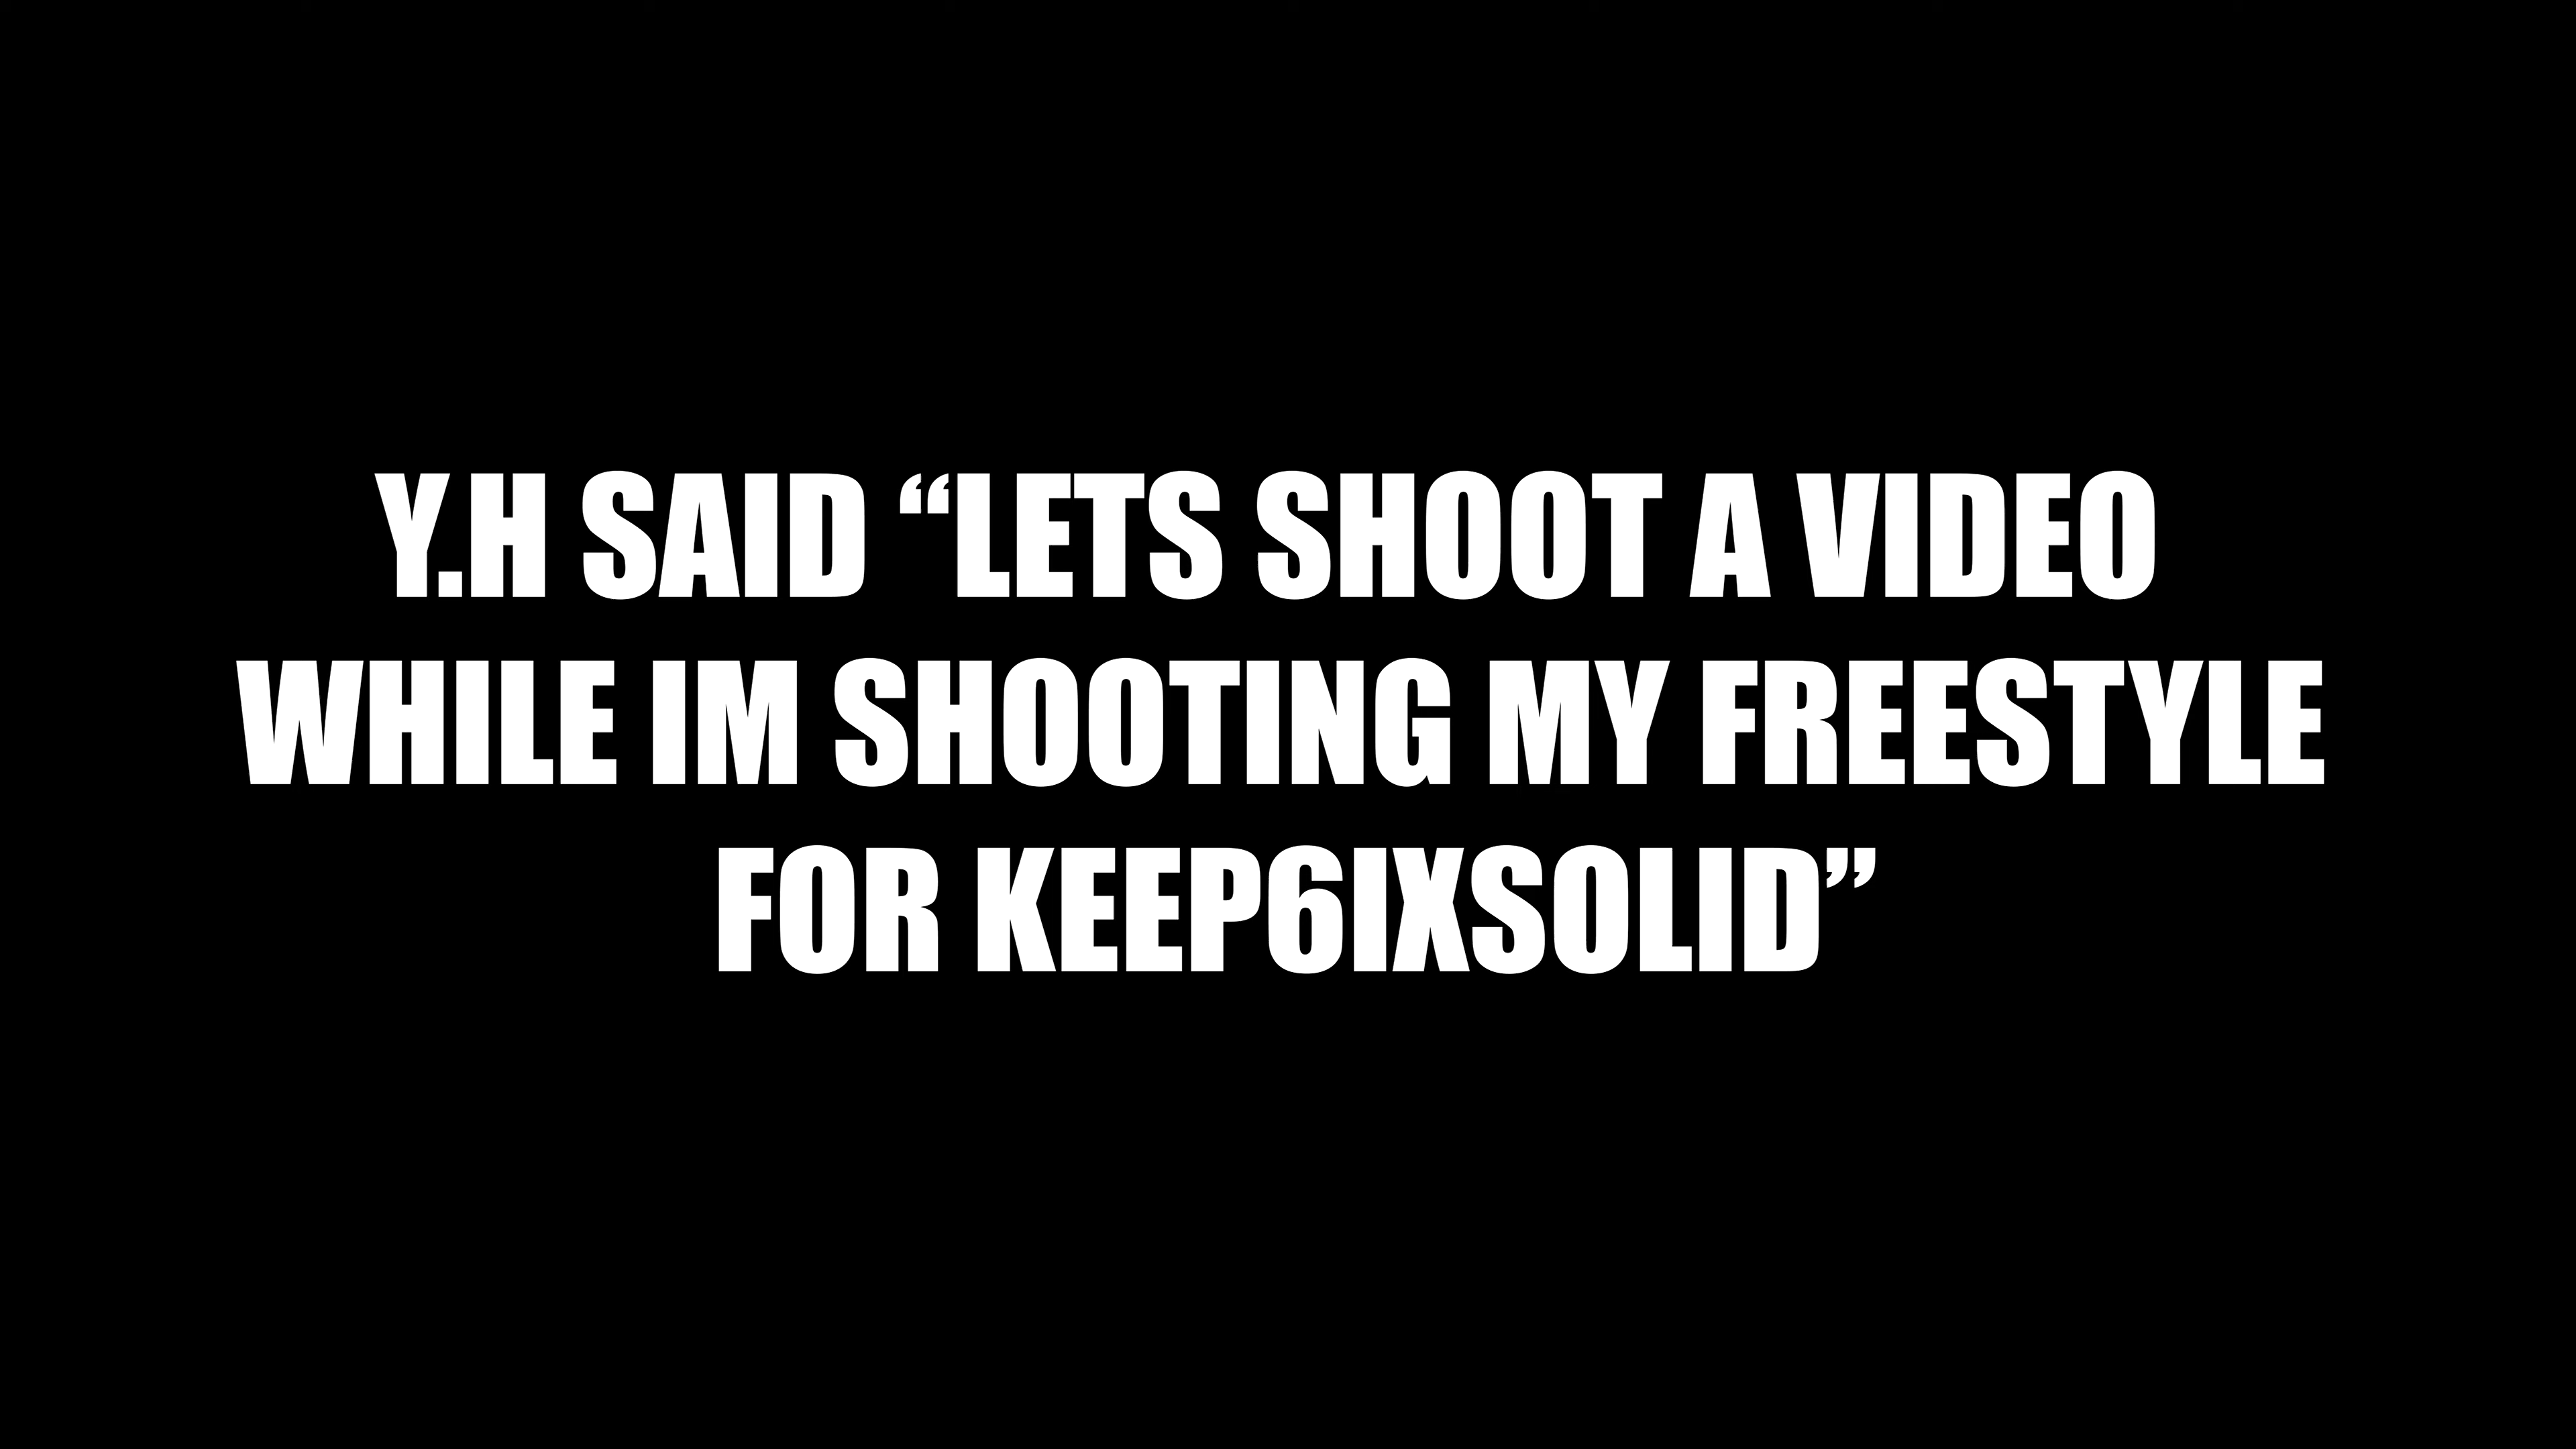 Y.H SAID “LETS SHOOT A VIDEO
WHILE IM SHOOTING MY FREESTYLE
FOR KEEP6IXSOLID”